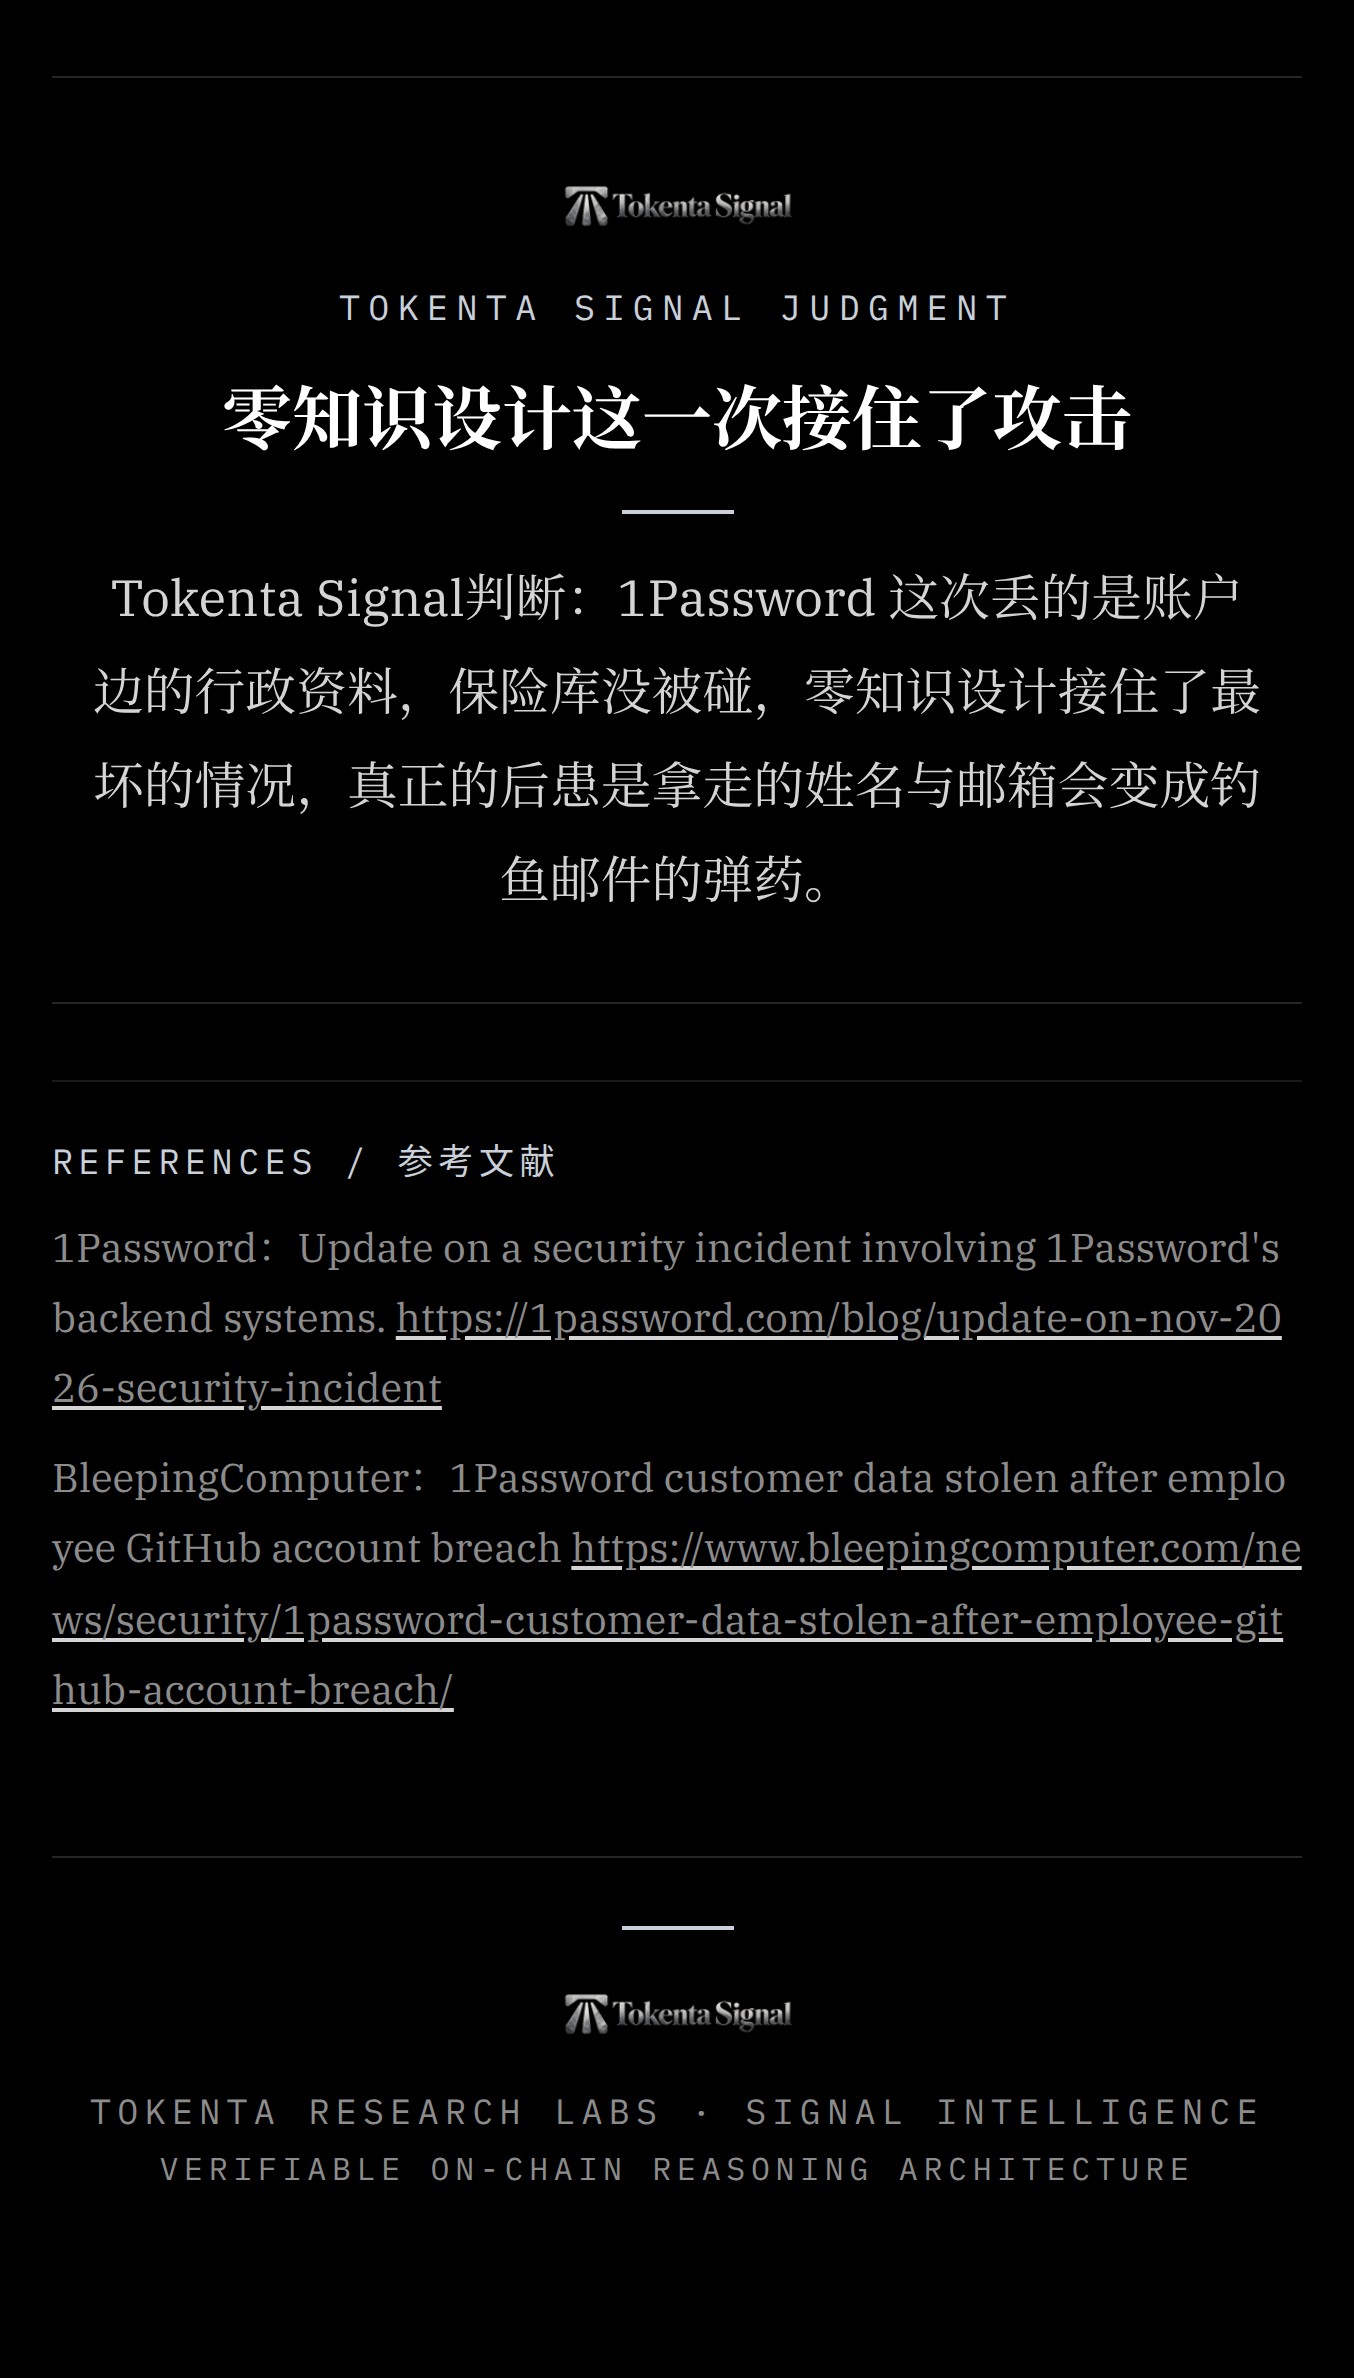 Tokenta Signal
TOKENTA SIGNAL JUDGMENT
零知识设计这一次接住了攻击
Tokenta Signal判断：1Password 这次丢的是账户
边的行政资料，保险库没被碰，零知识设计接住了最
坏的情况，真正的后患是拿走的姓名与邮箱会变成钓
鱼邮件的弹药。
REFERENCES / 参考文献
1Password：Update on a security incident involving 1Password's
backend systems. https://1password.com/blog/update-on-nov-20
26-security-incident
BleepingComputer：1Password customer data stolen after emplo
yee GitHub account breach https://www.bleepingcomputer.com/ne
ws/security/1password-customer-data-stolen-after-employee-git
hub-account-breach/
Tokenta Signal
TOKENTA RESEARCH LABS · SIGNAL INTELLIGENCE
VERIFIABLE ON-CHAIN REASONING ARCHITECTURE